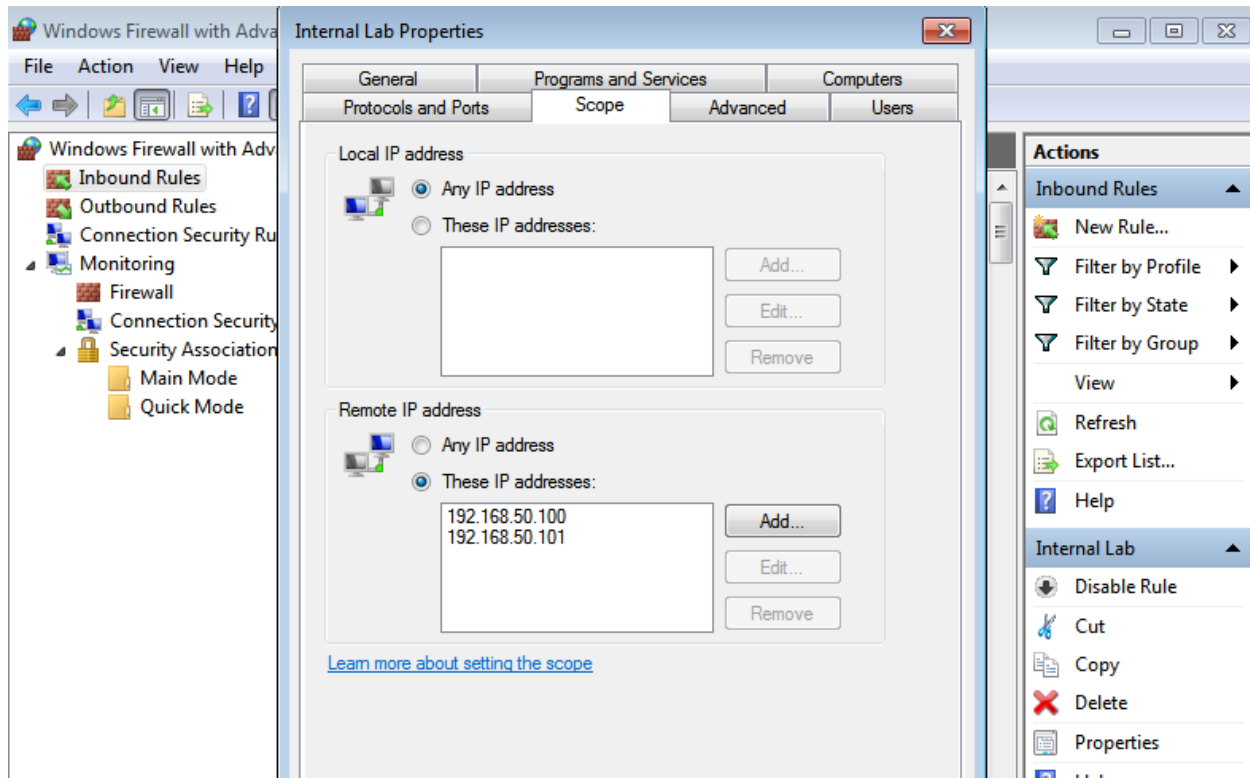 Windows Firewall with Adva
File Action View Help
Windows Firewall with Adv
Inbound Rules
Outbound Rules
Connection Security Ru
Monitoring
Firewall
Connection Security
Security Association
Main Mode
Quick Mode
Internal Lab Properties
General Programs and Services Computers
Protocols and Ports Scope Advanced Users
Local IP address
Any IP address
These IP addresses:
Add...
Edit...
Remove
Remote IP address
Any IP address
These IP addresses:
192.168.50.100
192.168.50.101
Add...
Edit...
Remove
Learn more about setting the scope
Actions
Inbound Rules
New Rule...
Filter by Profile
Filter by State
Filter by Group
View
Refresh
Export List...
Help
Internal Lab
Disable Rule
Cut
Copy
Delete
Properties